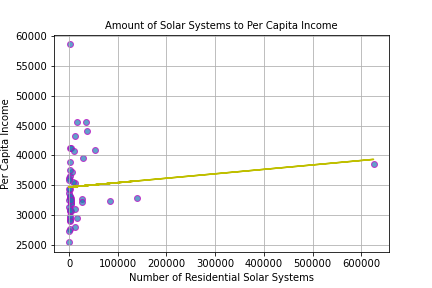 Amount of Solar Systems to Per Capita Income
60000
55000
50000
45000
40000
35000
30000
25000
Per Capita Income
0 100000 200000 300000 400000 500000 600000
Number of Residential Solar Systems